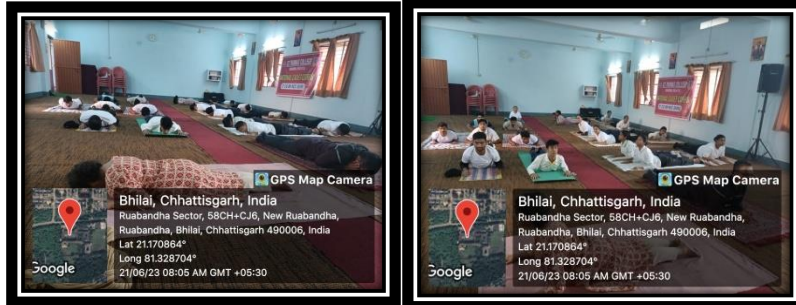 GPS Map Camera
Bhilai, Chhattisgarh, India
Ruabandha Sector, 58CH+CJ6, New Ruabandha,
Ruabandha, Bhilai, Chhattisgarh 490006, India
Lat 21.170864°
Long 81.328704°
21/06/23 08:05 AM GMT +05:30
Google
GPS Map Camera
Bhilai, Chhattisgarh, India
Ruabandha Sector, 58CH+CJ6, New Ruabandha,
Ruabandha, Bhilai, Chhattisgarh 490006, India
Lat 21.170864°
Long 81.328704°
21/06/23 08:05 AM GMT +05:30
Google